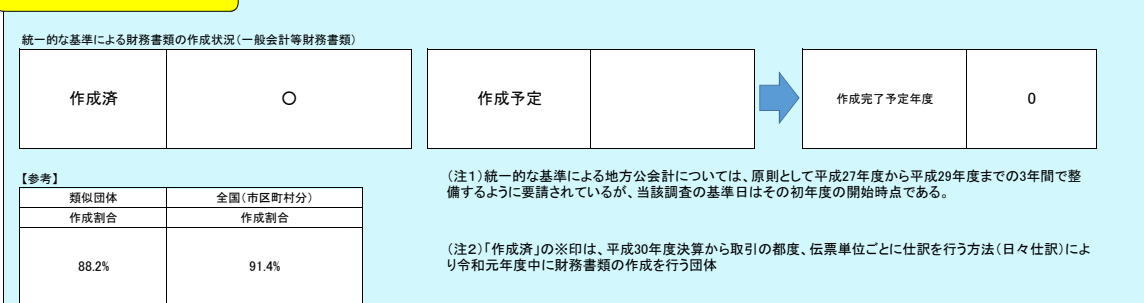 統一的な基準による財務書類の作成状況（一般会計等財務書類）
作成済 ○ 作成予定 作成完了予定年度 0
【参考】
類似団体 全国（市区町村分）
作成割合 作成割合
88.2% 91.4%
（注１）統一的な基準による地方公会計については、原則として平成27年度から平成29年度までの3年間で整
備するように要請されているが、当該調査の基準日はその初年度の開始時点である。
（注２）「作成済」の※印は、平成30年度決算から取引の都度、伝票単位ごとに仕訳を行う方法（日々仕訳）によ
り令和元年度中に財務書類の作成を行う団体